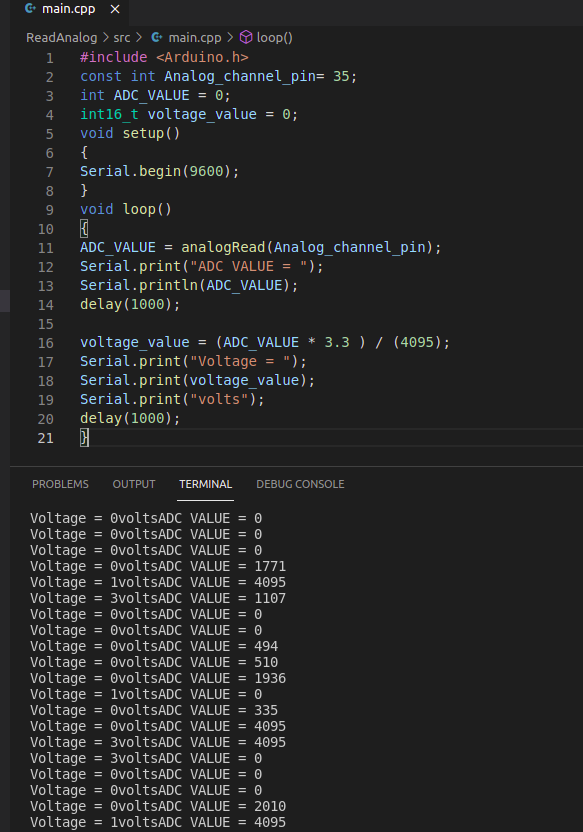 main.cpp ×
ReadAnalog > src > main.cpp > loop()
1 #include <Arduino.h>
2 const int Analog_channel_pin= 35;
3 int ADC_VALUE = 0;
4 int16_t voltage_value = 0;
5 void setup()
6 {
7 Serial.begin(9600);
8 }
9 void loop()
10 {
11 ADC_VALUE = analogRead(Analog_channel_pin);
12 Serial.print("ADC VALUE = ");
13 Serial.println(ADC_VALUE);
14 delay(1000);
15
16 voltage_value = (ADC_VALUE * 3.3 ) / (4095);
17 Serial.print("Voltage = ");
18 Serial.print(voltage_value);
19 Serial.print("volts");
20 delay(1000);
21 }
PROBLEMS OUTPUT TERMINAL DEBUG CONSOLE
Voltage = 0voltsADC VALUE = 0
Voltage = 0voltsADC VALUE = 0
Voltage = 0voltsADC VALUE = 0
Voltage = 0voltsADC VALUE = 1771
Voltage = 1voltsADC VALUE = 4095
Voltage = 3voltsADC VALUE = 1107
Voltage = 0voltsADC VALUE = 0
Voltage = 0voltsADC VALUE = 0
Voltage = 0voltsADC VALUE = 494
Voltage = 0voltsADC VALUE = 510
Voltage = 0voltsADC VALUE = 1936
Voltage = 1voltsADC VALUE = 0
Voltage = 0voltsADC VALUE = 335
Voltage = 0voltsADC VALUE = 4095
Voltage = 3voltsADC VALUE = 4095
Voltage = 3voltsADC VALUE = 0
Voltage = 0voltsADC VALUE = 0
Voltage = 0voltsADC VALUE = 0
Voltage = 0voltsADC VALUE = 2010
Voltage = 1voltsADC VALUE = 4095